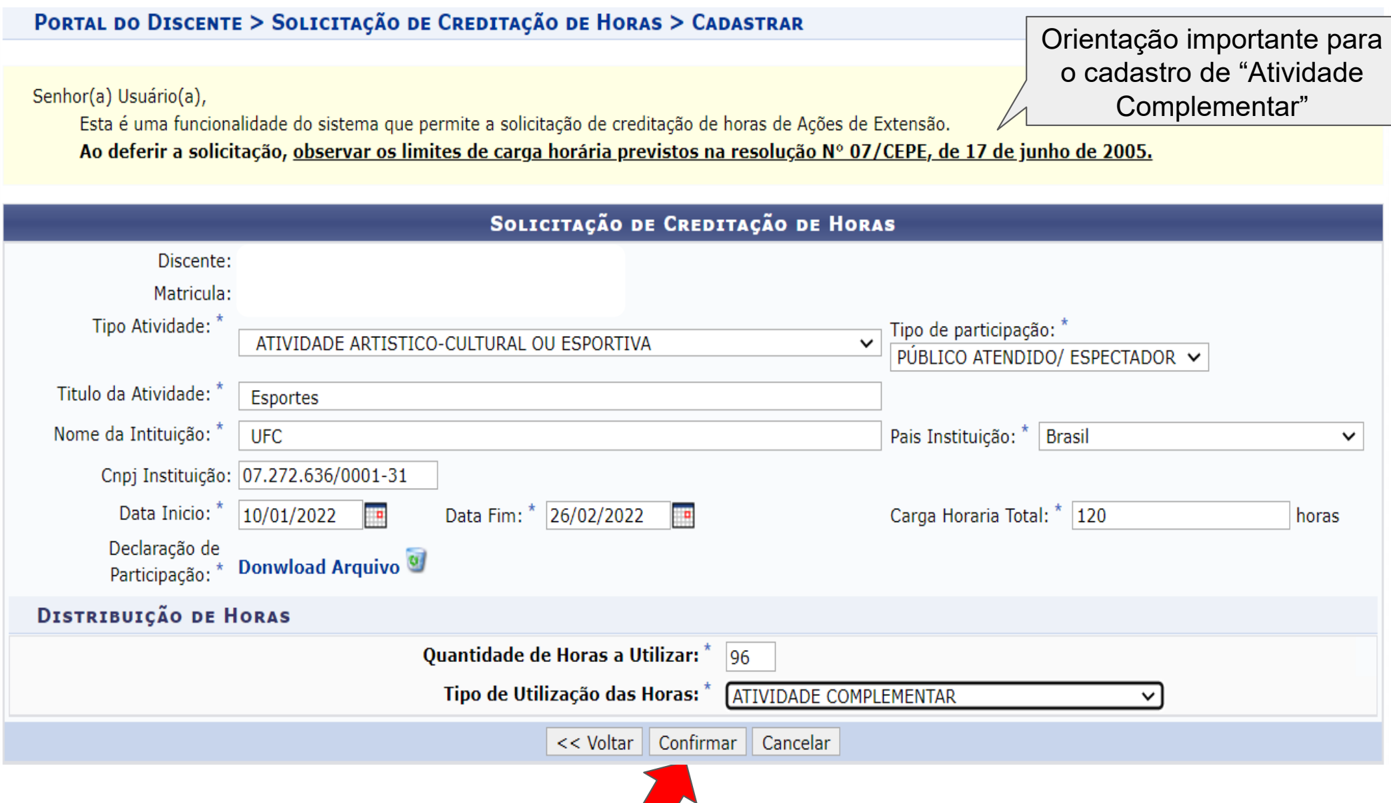 PORTAL DO DISCENTE > SOLICITAÇÃO DE CREDITAÇÃO DE HORAS > CADASTRAR
Orientação importante para
o cadastro de “Atividade
Complementar”
Senhor(a) Usuário(a),
Esta é uma funcionalidade do sistema que permite a solicitação de creditação de horas de Ações de Extensão.
Ao deferir a solicitação, observar os limites de carga horária previstos na resolução N° 07/CEPE, de 17 de junho de 2005.
SOLICITAÇÃO DE CREDITAÇÃO DE HORAS
Discente:
Matricula:
Tipo Atividade: * ATIVIDADE ARTISTICO-CULTURAL OU ESPORTIVA
Tipo de participação: *
PÚBLICO ATENDIDO/ ESPECTADOR
Titulo da Atividade: * Esportes
Nome da Intituição: * UFC Pais Instituição: * Brasil
Cnpj Instituição: 07.272.636/0001-31
Data Inicio: * 10/01/2022 Data Fim: * 26/02/2022 Carga Horaria Total: * 120 horas
Declaração de
Participação: * Donwload Arquivo
DISTRIBUIÇÃO DE HORAS
Quantidade de Horas a Utilizar: * 96
Tipo de Utilização das Horas: * ATIVIDADE COMPLEMENTAR
<< Voltar Confirmar Cancelar